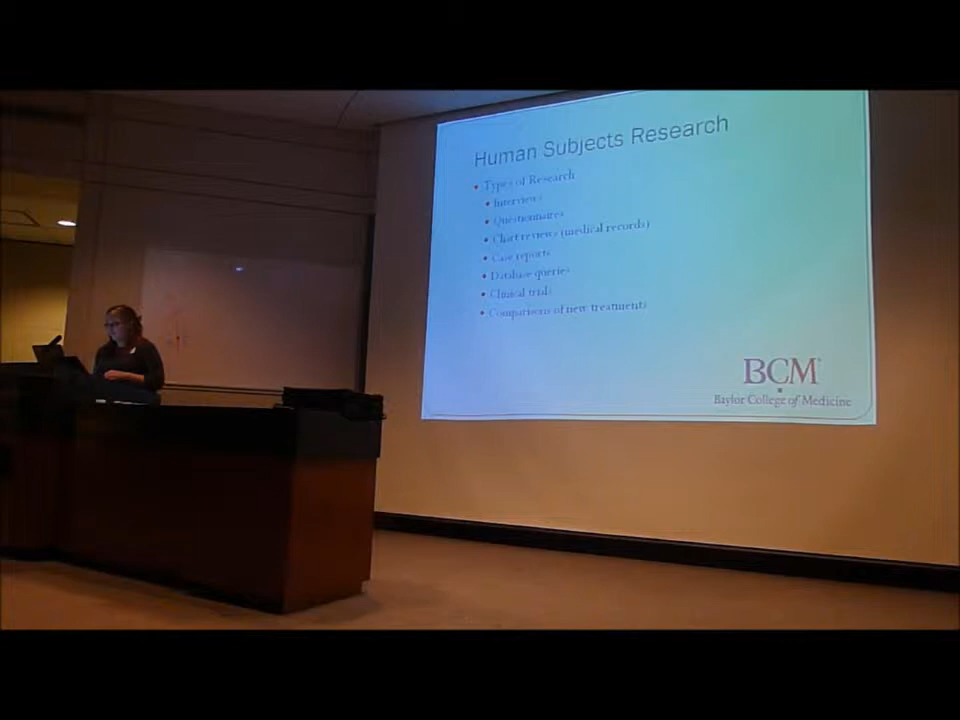 Human Subjects Research
Types of Research
Interviews
Questionnaires
Chart reviews (medical records)
Case reports
Database queries
Clinical trials
Comparisons of new treatments
BCM
Baylor College of Medicine